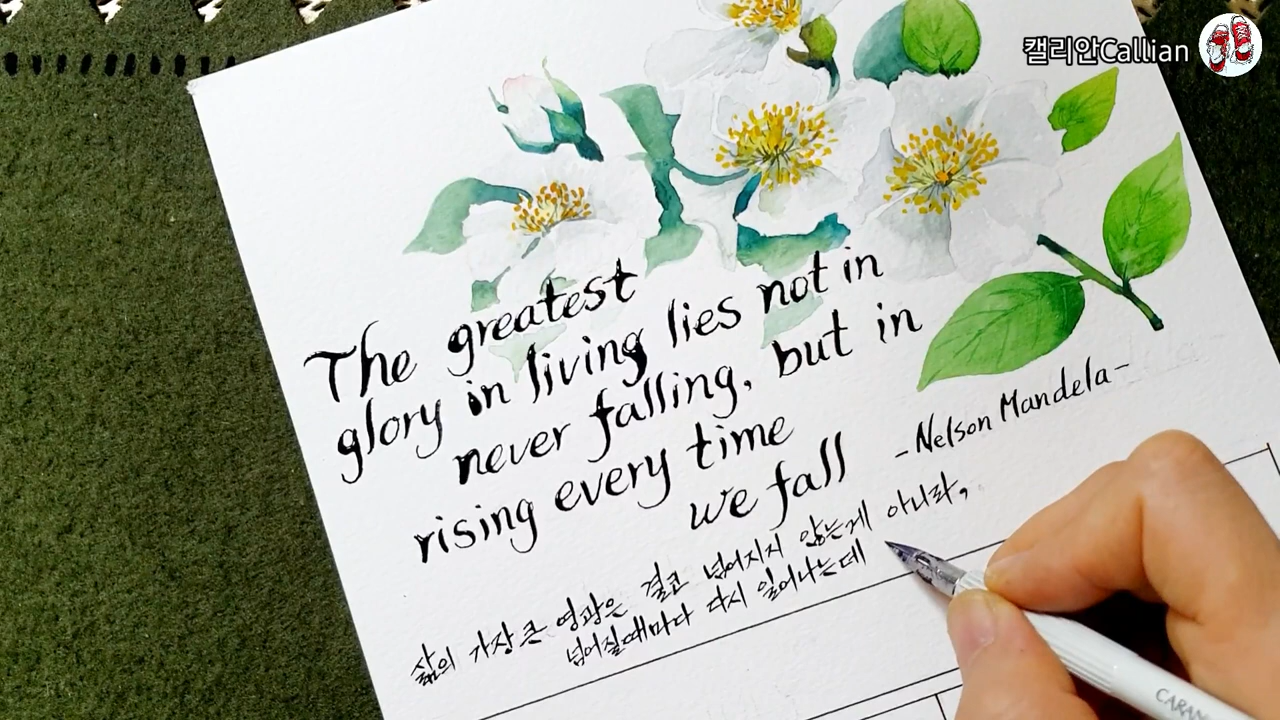 캘리안Callian
The greatest
glory in living lies not in
never falling, but in
rising every time
we fall
-Nelson Mandela-
삶의 가장 큰 영광은 결코 넘어지지 않는게 아니라,
넘어질때마다 다시 일어나는데
CARAN